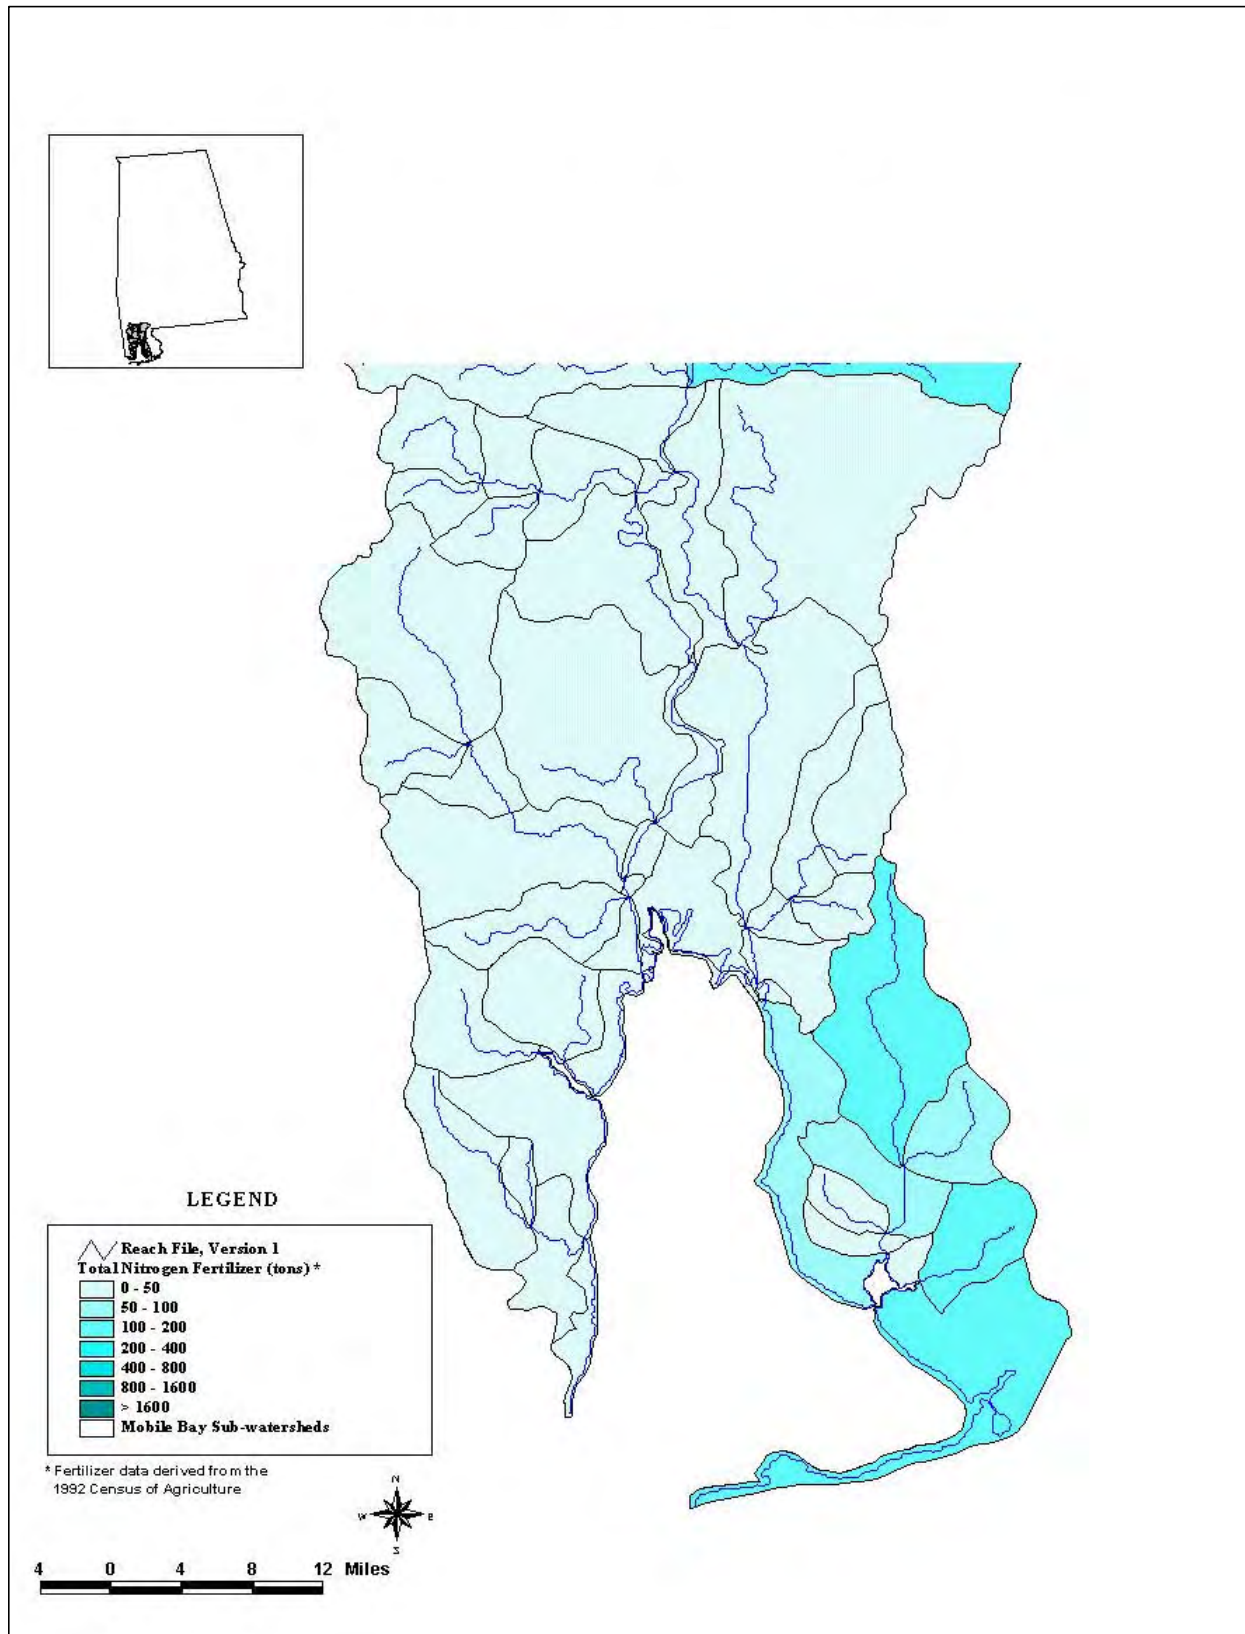 LEGEND
Reach File, Version 1
Total Nitrogen Fertilizer (tons) *
0 - 50
50 - 100
100 - 200
200 - 400
400 - 800
800 - 1600
> 1600
Mobile Bay Sub-watersheds
* Fertilizer data derived from the
1992 Census of Agriculture
N
W E
S
4 0 4 8 12 Miles